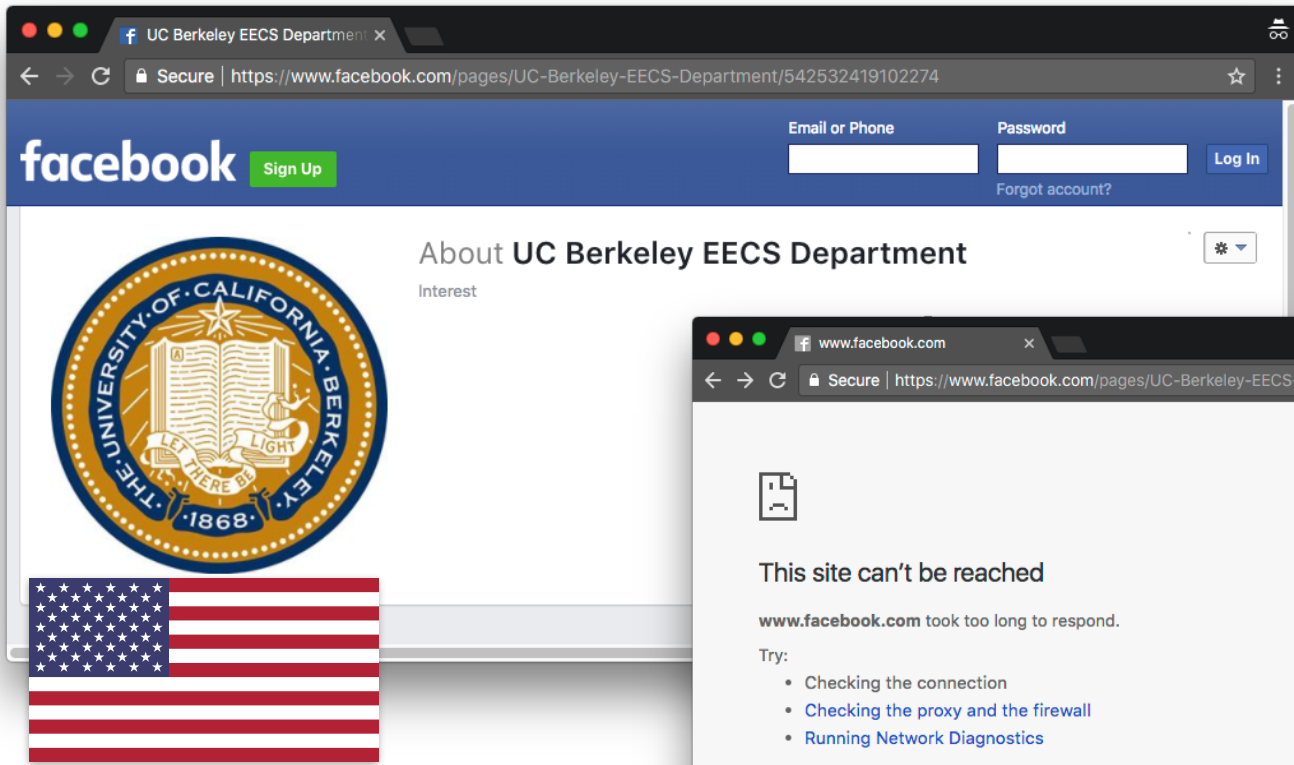 UC Berkeley EECS Department
Secure | https://www.facebook.com/pages/UC-Berkeley-EECS-Department/542532419102274
Email or Phone
Password
facebook
Sign Up
Log In
Forgot account?
About UC Berkeley EECS Department
Interest
THE·UNIVERSITY·OF·CALIFORNIA·BERKELEY·
·1868·
A
LET THERE BE LIGHT
www.facebook.com
Secure | https://www.facebook.com/pages/UC-Berkeley-EECS-
This site can't be reached
www.facebook.com took too long to respond.
Try:
• Checking the connection
• Checking the proxy and the firewall
• Running Network Diagnostics